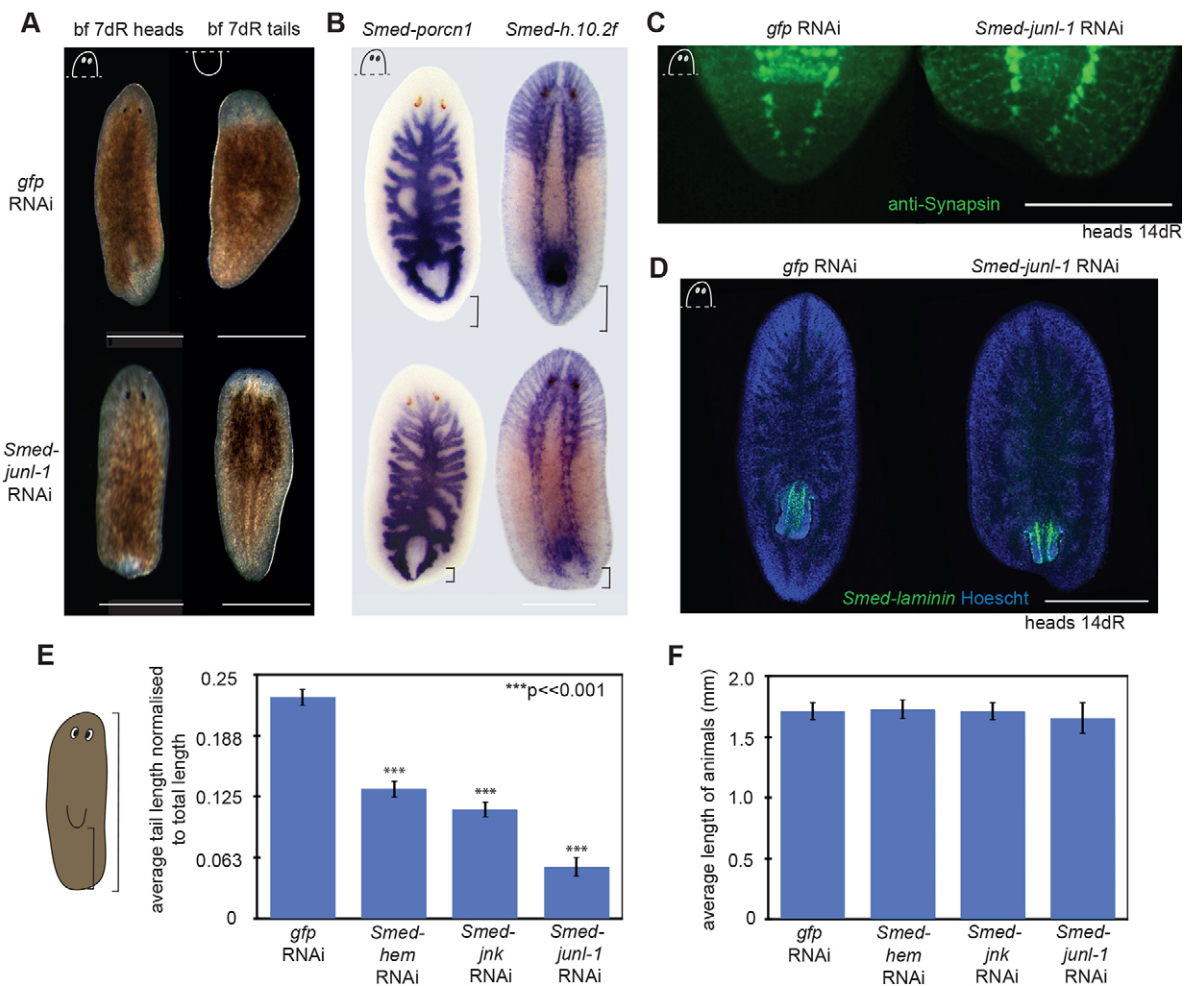 A
bf 7dR heads
bf 7dR tails
gfp
RNAi
Smed-
junl-1
RNAi
B
Smed-porcn1
Smed-h.10.2f
C
gfp RNAi
Smed-junl-1 RNAi
anti-Synapsin
heads 14dR
D
gfp RNAi
Smed-junl-1 RNAi
Smed-laminin Hoescht
heads 14dR
E
average tail length normalised
to total length
0.25
0.188
0.125
0.063
0
***p<<0.001
***
***
***
gfp
RNAi
Smed-
hem
RNAi
Smed-
jnk
RNAi
Smed-
junl-1
RNAi
F
average length of animals (mm)
2.0
1.5
1.0
0.5
0
gfp
RNAi
Smed-
hem
RNAi
Smed-
jnk
RNAi
Smed-
junl-1
RNAi